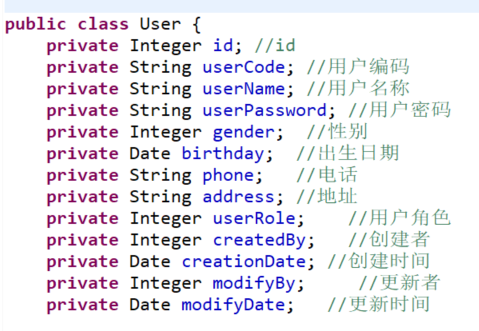 public class User {
private Integer id; //id
private String userCode; //用户编码
private String userName; //用户名称
private String userPassword; //用户密码
private Integer gender; //性别
private Date birthday; //出生日期
private String phone; //电话
private String address; //地址
private Integer userRole; //用户角色
private Integer createdBy; //创建者
private Date creationDate; //创建时间
private Integer modifyBy; //更新者
private Date modifyDate; //更新时间